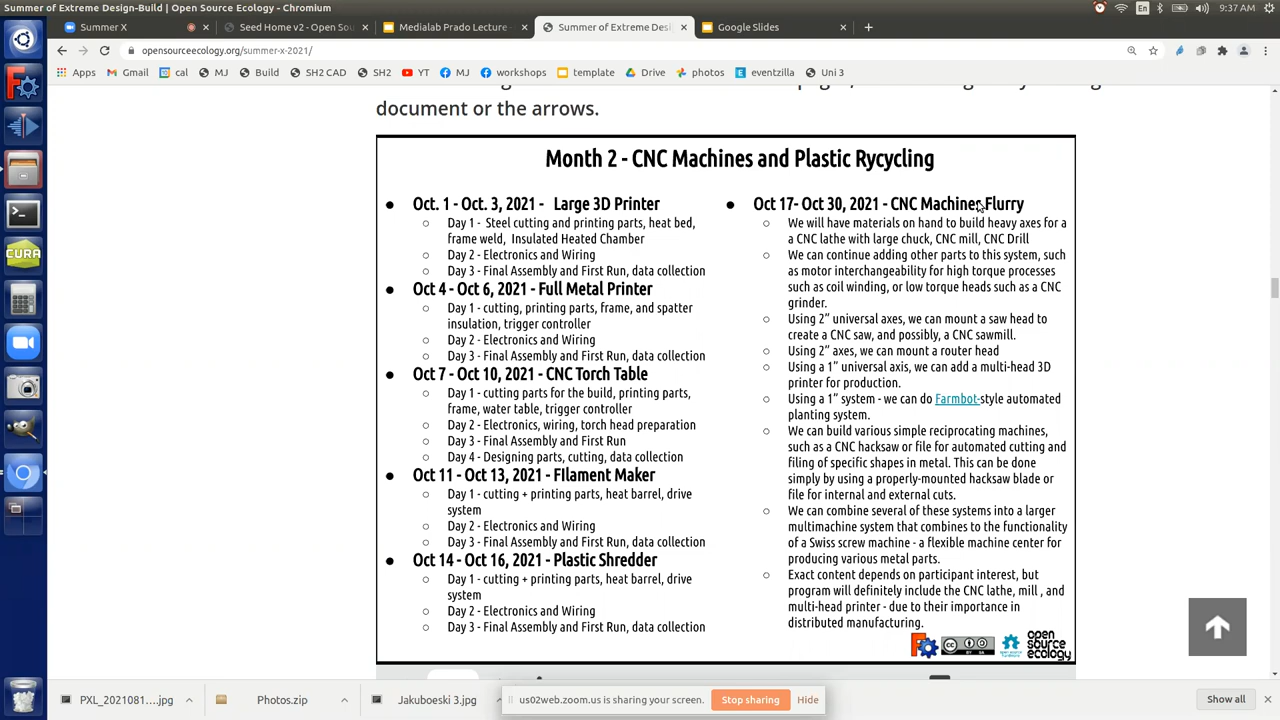 Summer of Extreme Design-Build | Open Source Ecology - Chromium
En
9:37 AM
Summer X
Seed Home v2 - Open Sou
Medialab Prado Lecture -
Summer of Extreme Desi
Google Slides
opensourceecology.org/summer-x-2021/
Apps
Gmail
cal
MJ
Build
SH2 CAD
SH2
YT
MJ
workshops
template
Drive
photos
eventzilla
Uni 3
document or the arrows.
Month 2 - CNC Machines and Plastic Rycycling
Oct. 1 - Oct. 3, 2021 - Large 3D Printer
Day 1 - Steel cutting and printing parts, heat bed,
frame weld, Insulated Heated Chamber
Day 2 - Electronics and Wiring
Day 3 - Final Assembly and First Run, data collection
Oct 4 - Oct 6, 2021 - Full Metal Printer
Day 1 - cutting, printing parts, frame, and spatter
insulation, trigger controller
Day 2 - Electronics and Wiring
Day 3 - Final Assembly and First Run, data collection
Oct 7 - Oct 10, 2021 - CNC Torch Table
Day 1 - cutting parts for the build, printing parts,
frame, water table, trigger controller
Day 2 - Electronics, wiring, torch head preparation
Day 3 - Final Assembly and First Run
Day 4 - Designing parts, cutting, data collection
Oct 11 - Oct 13, 2021 - FIlament Maker
Day 1 - cutting + printing parts, heat barrel, drive
system
Day 2 - Electronics and Wiring
Day 3 - Final Assembly and First Run, data collection
Oct 14 - Oct 16, 2021 - Plastic Shredder
Day 1 - cutting + printing parts, heat barrel, drive
system
Day 2 - Electronics and Wiring
Day 3 - Final Assembly and First Run, data collection
Oct 17- Oct 30, 2021 - CNC Machines Flurry
We will have materials on hand to build heavy axes for a
a CNC lathe with large chuck, CNC mill, CNC Drill
We can continue adding other parts to this system, such
as motor interchangeability for high torque processes
such as coil winding, or low torque heads such as a CNC
grinder.
Using 2” universal axes, we can mount a saw head to
create a CNC saw, and possibly, a CNC sawmill.
Using 2” axes, we can mount a router head
Using a 1” universal axis, we can add a multi-head 3D
printer for production.
Using a 1” system - we can do Farmbot-style automated
planting system.
We can build various simple reciprocating machines,
such as a CNC hacksaw or file for automated cutting and
filing of specific shapes in metal. This can be done
simply by using a properly-mounted hacksaw blade or
file for internal and external cuts.
We can combine several of these systems into a larger
multimachine system that combines to the functionality
of a Swiss screw machine - a flexible machine center for
producing various metal parts.
Exact content depends on participant interest, but
program will definitely include the CNC lathe, mill , and
multi-head printer - due to their importance in
distributed manufacturing.
open
source
ecology
CURA
PXL_2021081....jpg
Photos.zip
Jakuboeski 3.jpg
us02web.zoom.us is sharing your screen.
Stop sharing
Hide
Show all